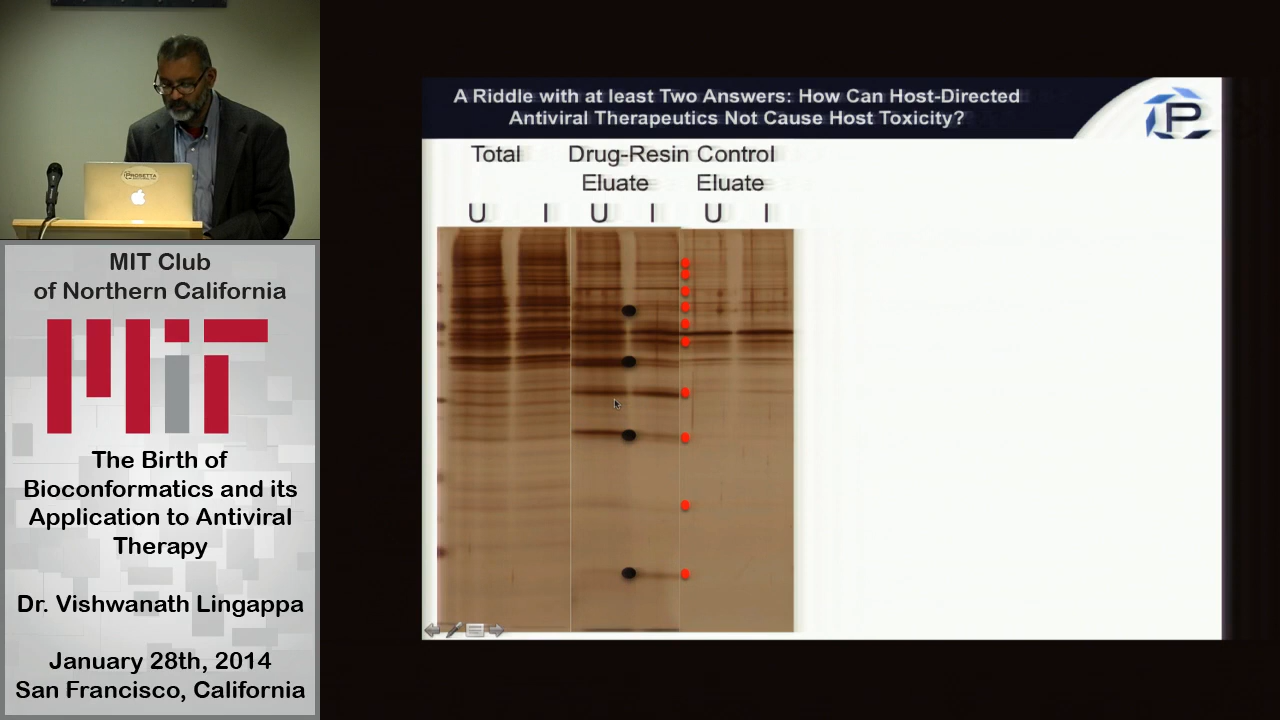 A Riddle with at least Two Answers: How Can Host-Directed
Antiviral Therapeutics Not Cause Host Toxicity?
P
Total Drug-Resin Control
Eluate Eluate
U I U I U I
PROSETTA
MIT Club
of Northern California
MIT
The Birth of
Bioconformatics and its
Application to Antiviral
Therapy
Dr. Vishwanath Lingappa
January 28th, 2014
San Francisco, California